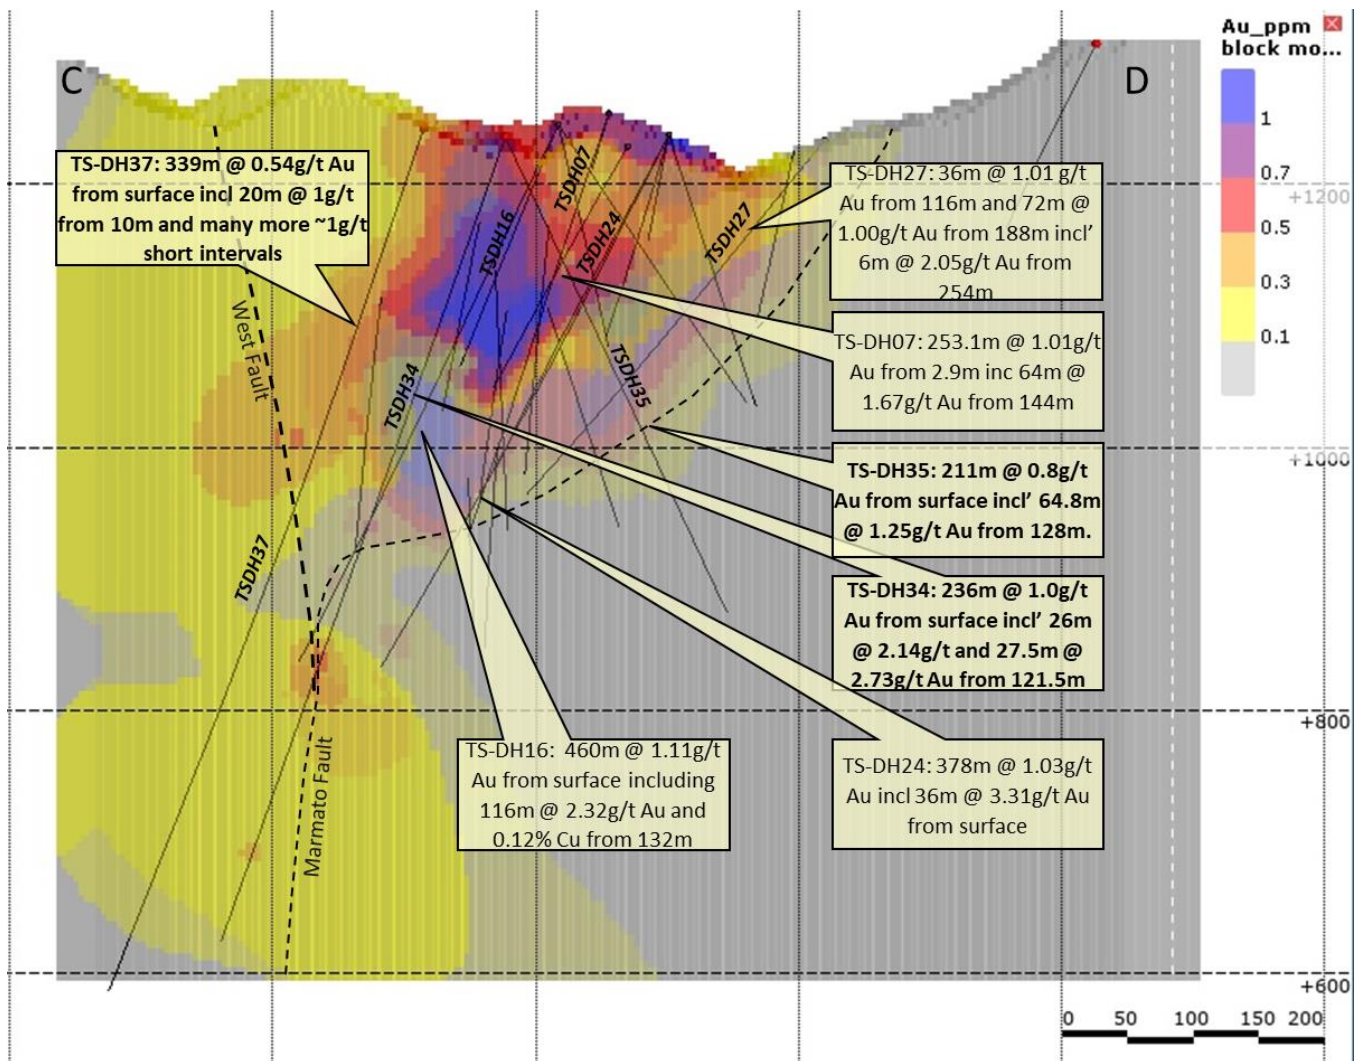 C
D
Au_ppm
block mo...
1
0.7
0.5
0.3
0.1
TS-DH37: 339m @ 0.54g/t Au
from surface incl 20m @ 1g/t
from 10m and many more ~1g/t
short intervals
TSDH07
TSDH16
TSDH24
TSDH27
TS-DH27: 36m @ 1.01 g/t
Au from 116m and 72m @
1.00g/t Au from 188m incl’
6m @ 2.05g/t Au from
254m
+1200
West Fault
TSDH34
TSDH35
TS-DH07: 253.1m @ 1.01g/t
Au from 2.9m inc 64m @
1.67g/t Au from 144m
+1000
TS-DH35: 211m @ 0.8g/t
Au from surface incl’ 64.8m
@ 1.25g/t Au from 128m.
TSDH37
TS-DH34: 236m @ 1.0g/t
Au from surface incl’ 26m
@ 2.14g/t and 27.5m @
2.73g/t Au from 121.5m
+800
Marmato Fault
TS-DH16: 460m @ 1.11g/t
Au from surface including
116m @ 2.32g/t Au and
0.12% Cu from 132m
TS-DH24: 378m @ 1.03g/t
Au incl 36m @ 3.31g/t Au
from surface
+600
0 50 100 150 200